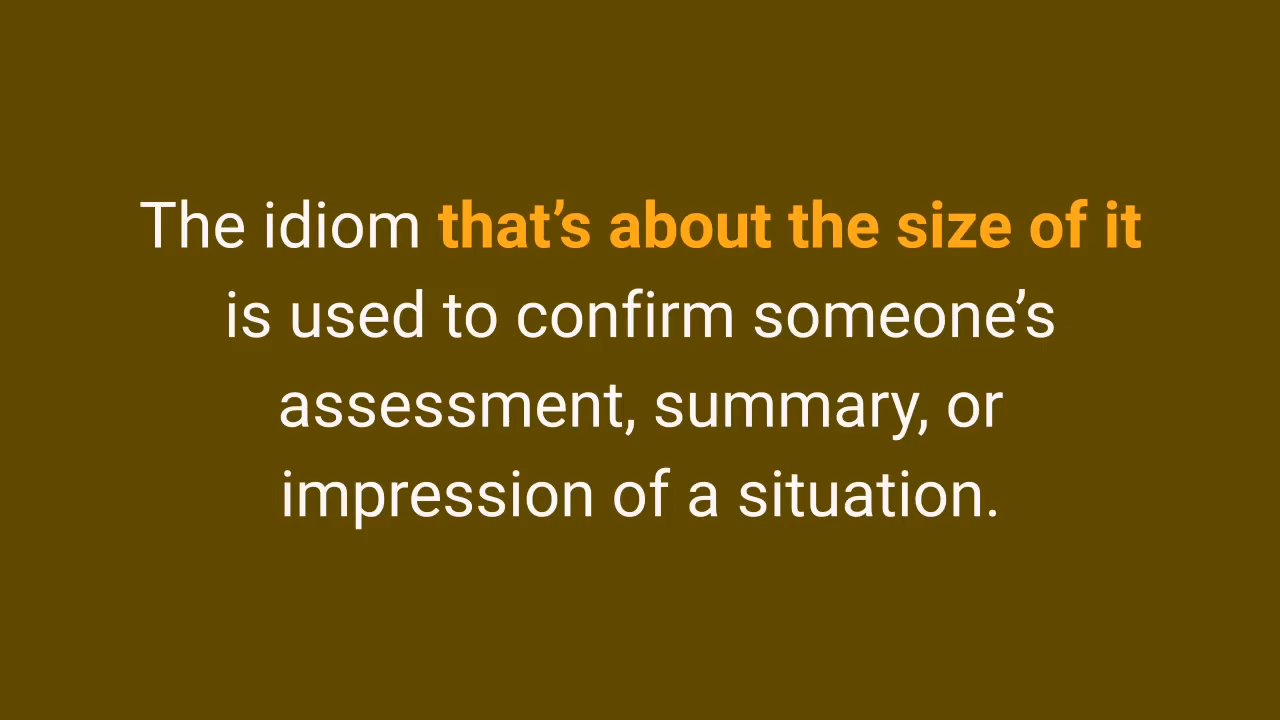 The idiom that’s about the size of it
is used to confirm someone’s
assessment, summary, or
impression of a situation.